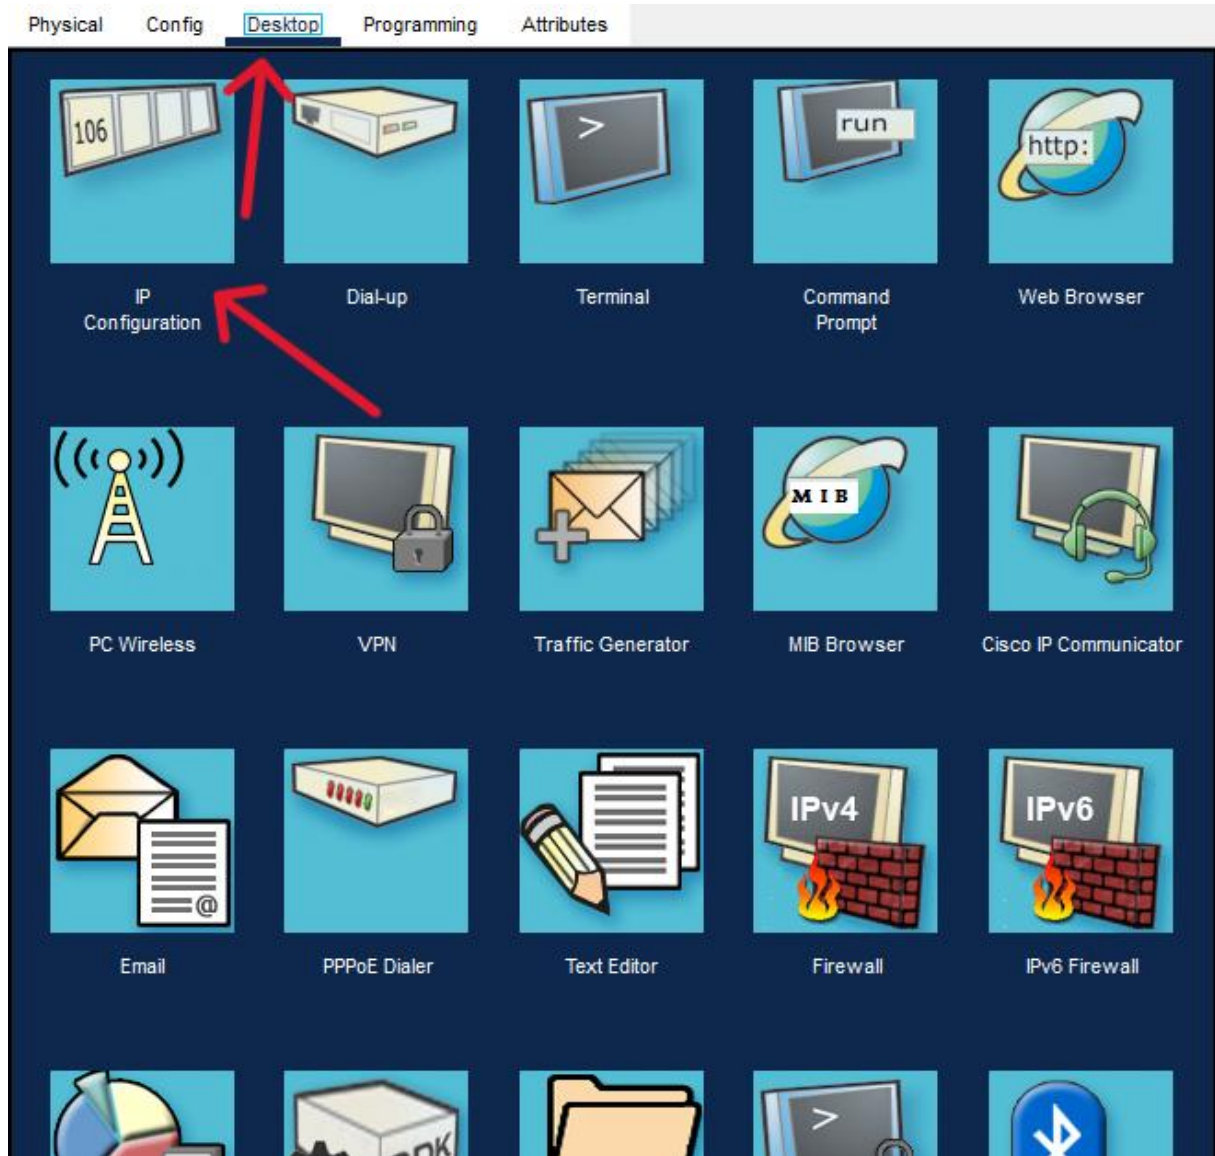 Physical Config Desktop Programming Attributes
106
>
run
http:
IP
Configuration
Dial-up
Terminal
Command
Prompt
Web Browser
MIB
PC Wireless
VPN
Traffic Generator
MIB Browser
Cisco IP Communicator
@
IPv4
IPv6
Email
PPPoE Dialer
Text Editor
Firewall
IPv6 Firewall
>